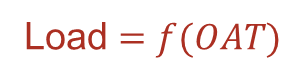 Load = f(OAT)